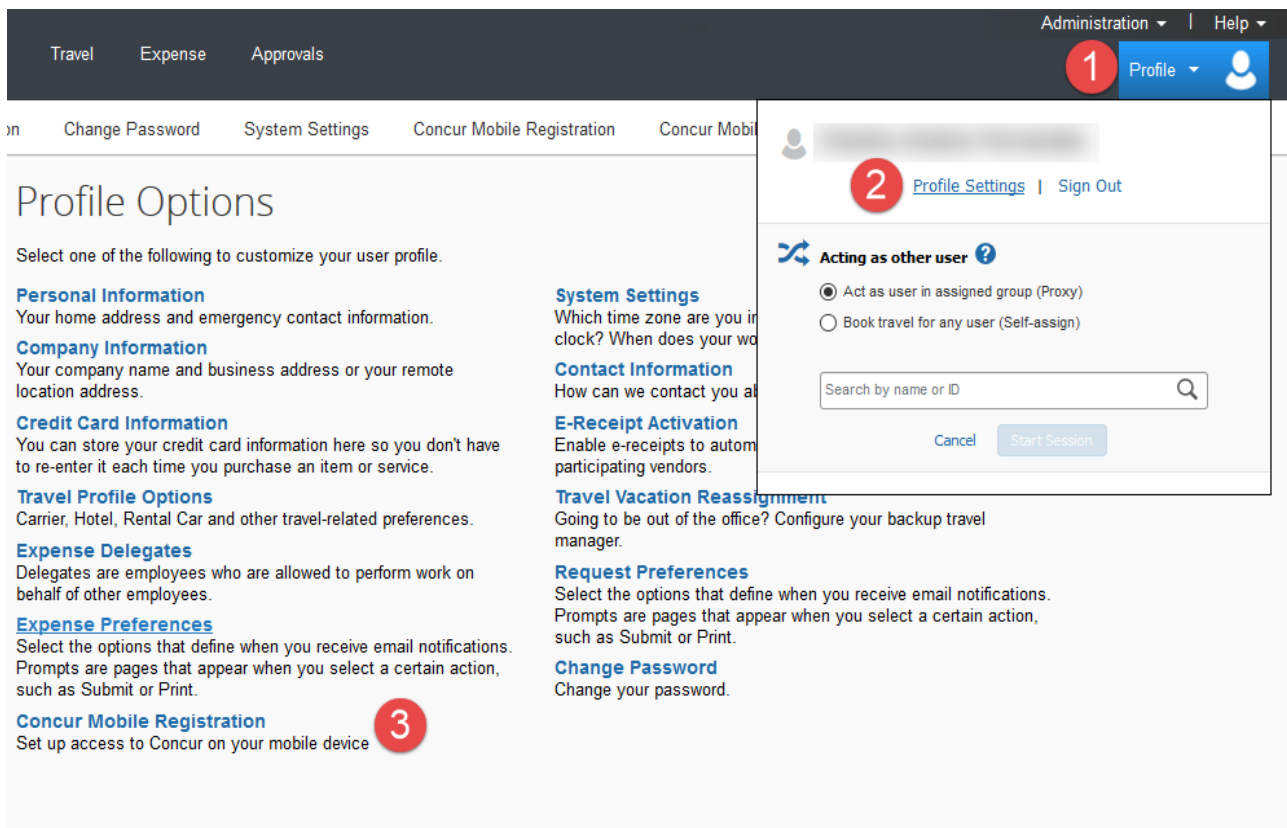 Administration | Help
Travel Expense Approvals
1 Profile
on Change Password System Settings Concur Mobile Registration Concur Mobil
2 Profile Settings | Sign Out
Acting as other user ?
Act as user in assigned group (Proxy)
Book travel for any user (Self-assign)
Search by name or ID
Cancel Start Session
Profile Options
Select one of the following to customize your user profile.
Personal Information
Your home address and emergency contact information.
Company Information
Your company name and business address or your remote
location address.
Credit Card Information
You can store your credit card information here so you don't have
to re-enter it each time you purchase an item or service.
Travel Profile Options
Carrier, Hotel, Rental Car and other travel-related preferences.
Expense Delegates
Delegates are employees who are allowed to perform work on
behalf of other employees.
Expense Preferences
Select the options that define when you receive email notifications.
Prompts are pages that appear when you select a certain action,
such as Submit or Print.
Concur Mobile Registration
Set up access to Concur on your mobile device
3
System Settings
Which time zone are you in
clock? When does your wo
Contact Information
How can we contact you ab
E-Receipt Activation
Enable e-receipts to autom
participating vendors.
Travel Vacation Reassignment
Going to be out of the office? Configure your backup travel
manager.
Request Preferences
Select the options that define when you receive email notifications.
Prompts are pages that appear when you select a certain action,
such as Submit or Print.
Change Password
Change your password.